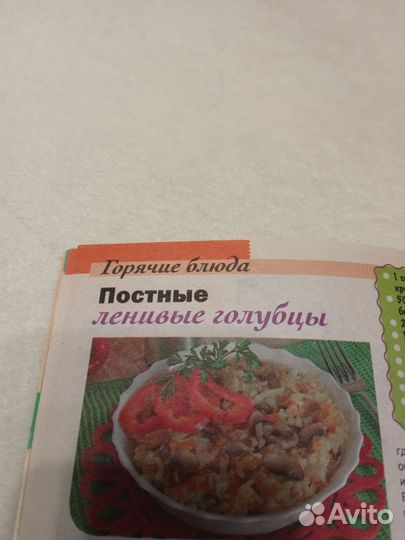 Горячие блюда
Постные
ленивые голубцы
Avito